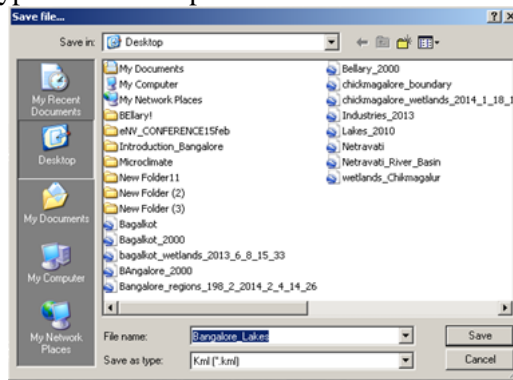 Save file...
Save in:
Desktop
My Recent
Documents
Desktop
My Documents
My Computer
My Network
Places
My Documents
My Computer
My Network Places
BEllary!
eNV_CONFERENCE15feb
Introduction_Bangalore
Microclimate
New Folder11
New Folder (2)
New Folder (3)
Bagalkot
Bagalkot_2000
bagalkot_wetlands_2013_6_8_15_33
BAngalore_2000
Bangalore_regions_198_2_2014_2_4_14_26
Bellary_2000
chickmagalore_boundary
chickmagalore_wetlands_2014_1_18_1
Industries_2013
Lakes_2010
Netravati
Netravati_River_Basin
wetlands_Chikmagalur
File name:
Bangalore_Lakes
Save
Save as type:
Kml (*.kml)
Cancel